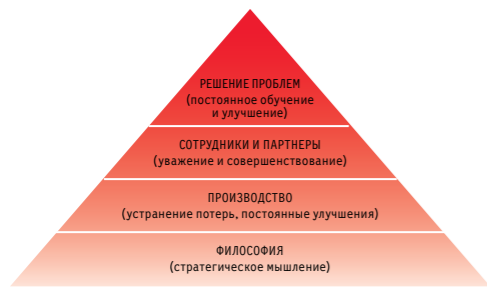 РЕШЕНИЕ ПРОБЛЕМ
(постоянное обучение
и улучшение)
СОТРУДНИКИ И ПАРТНЕРЫ
(уважение и совершенствование)
ПРОИЗВОДСТВО
(устранение потерь, постоянные улучшения)
ФИЛОСОФИЯ
(стратегическое мышление)